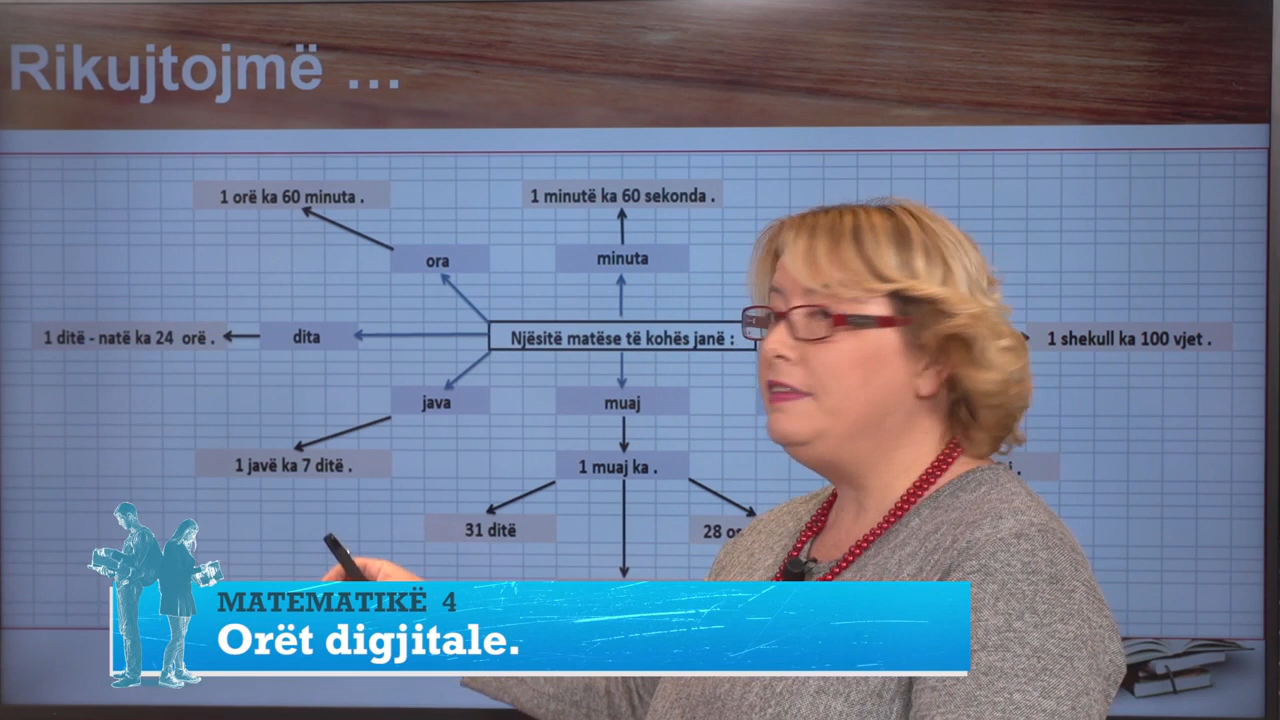 Rikujtojmë ...
1 orë ka 60 minuta .
1 minutë ka 60 sekonda .
ora
minuta
1 ditë - natë ka 24 orë .
dita
Njësitë matëse të kohës janë :
1 shekull ka 100 vjet .
java
muaj
1 javë ka 7 ditë .
1 muaj ka .
31 ditë
28
MATEMATIKË 4
Orët digjitale.